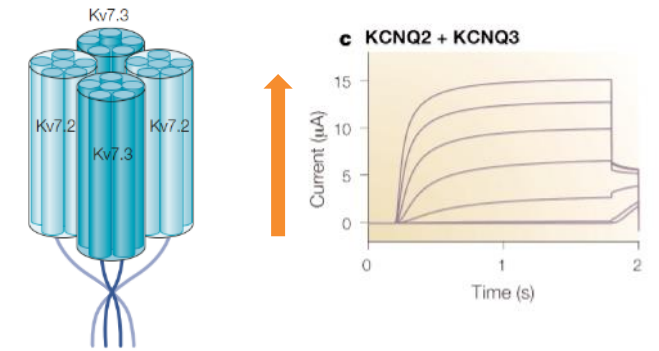 Kv7.3
Kv7.2
Kv7.2
Kv7.3
c KCNQ2 + KCNQ3
Current (µA)
15
10
5
0
0
1
2
Time (s)